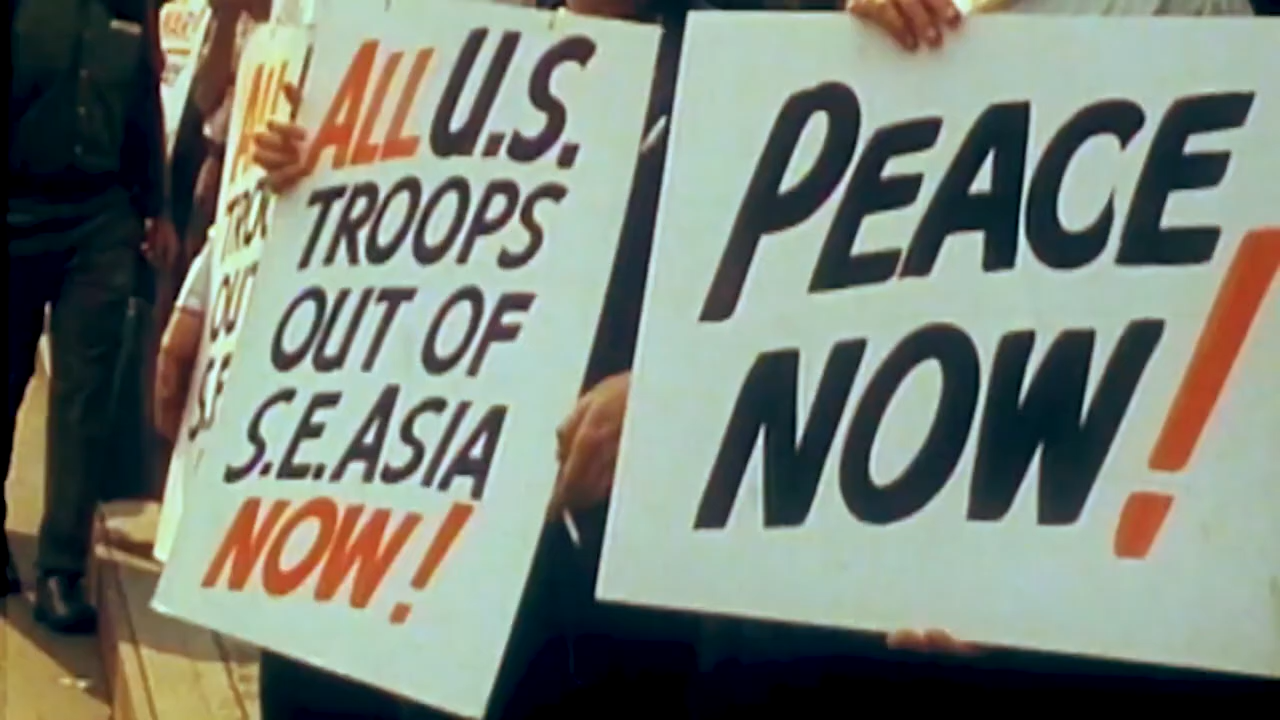 ALL U.S.
TROOPS
OUT OF
S.E. ASIA
NOW!
PEACE
NOW!